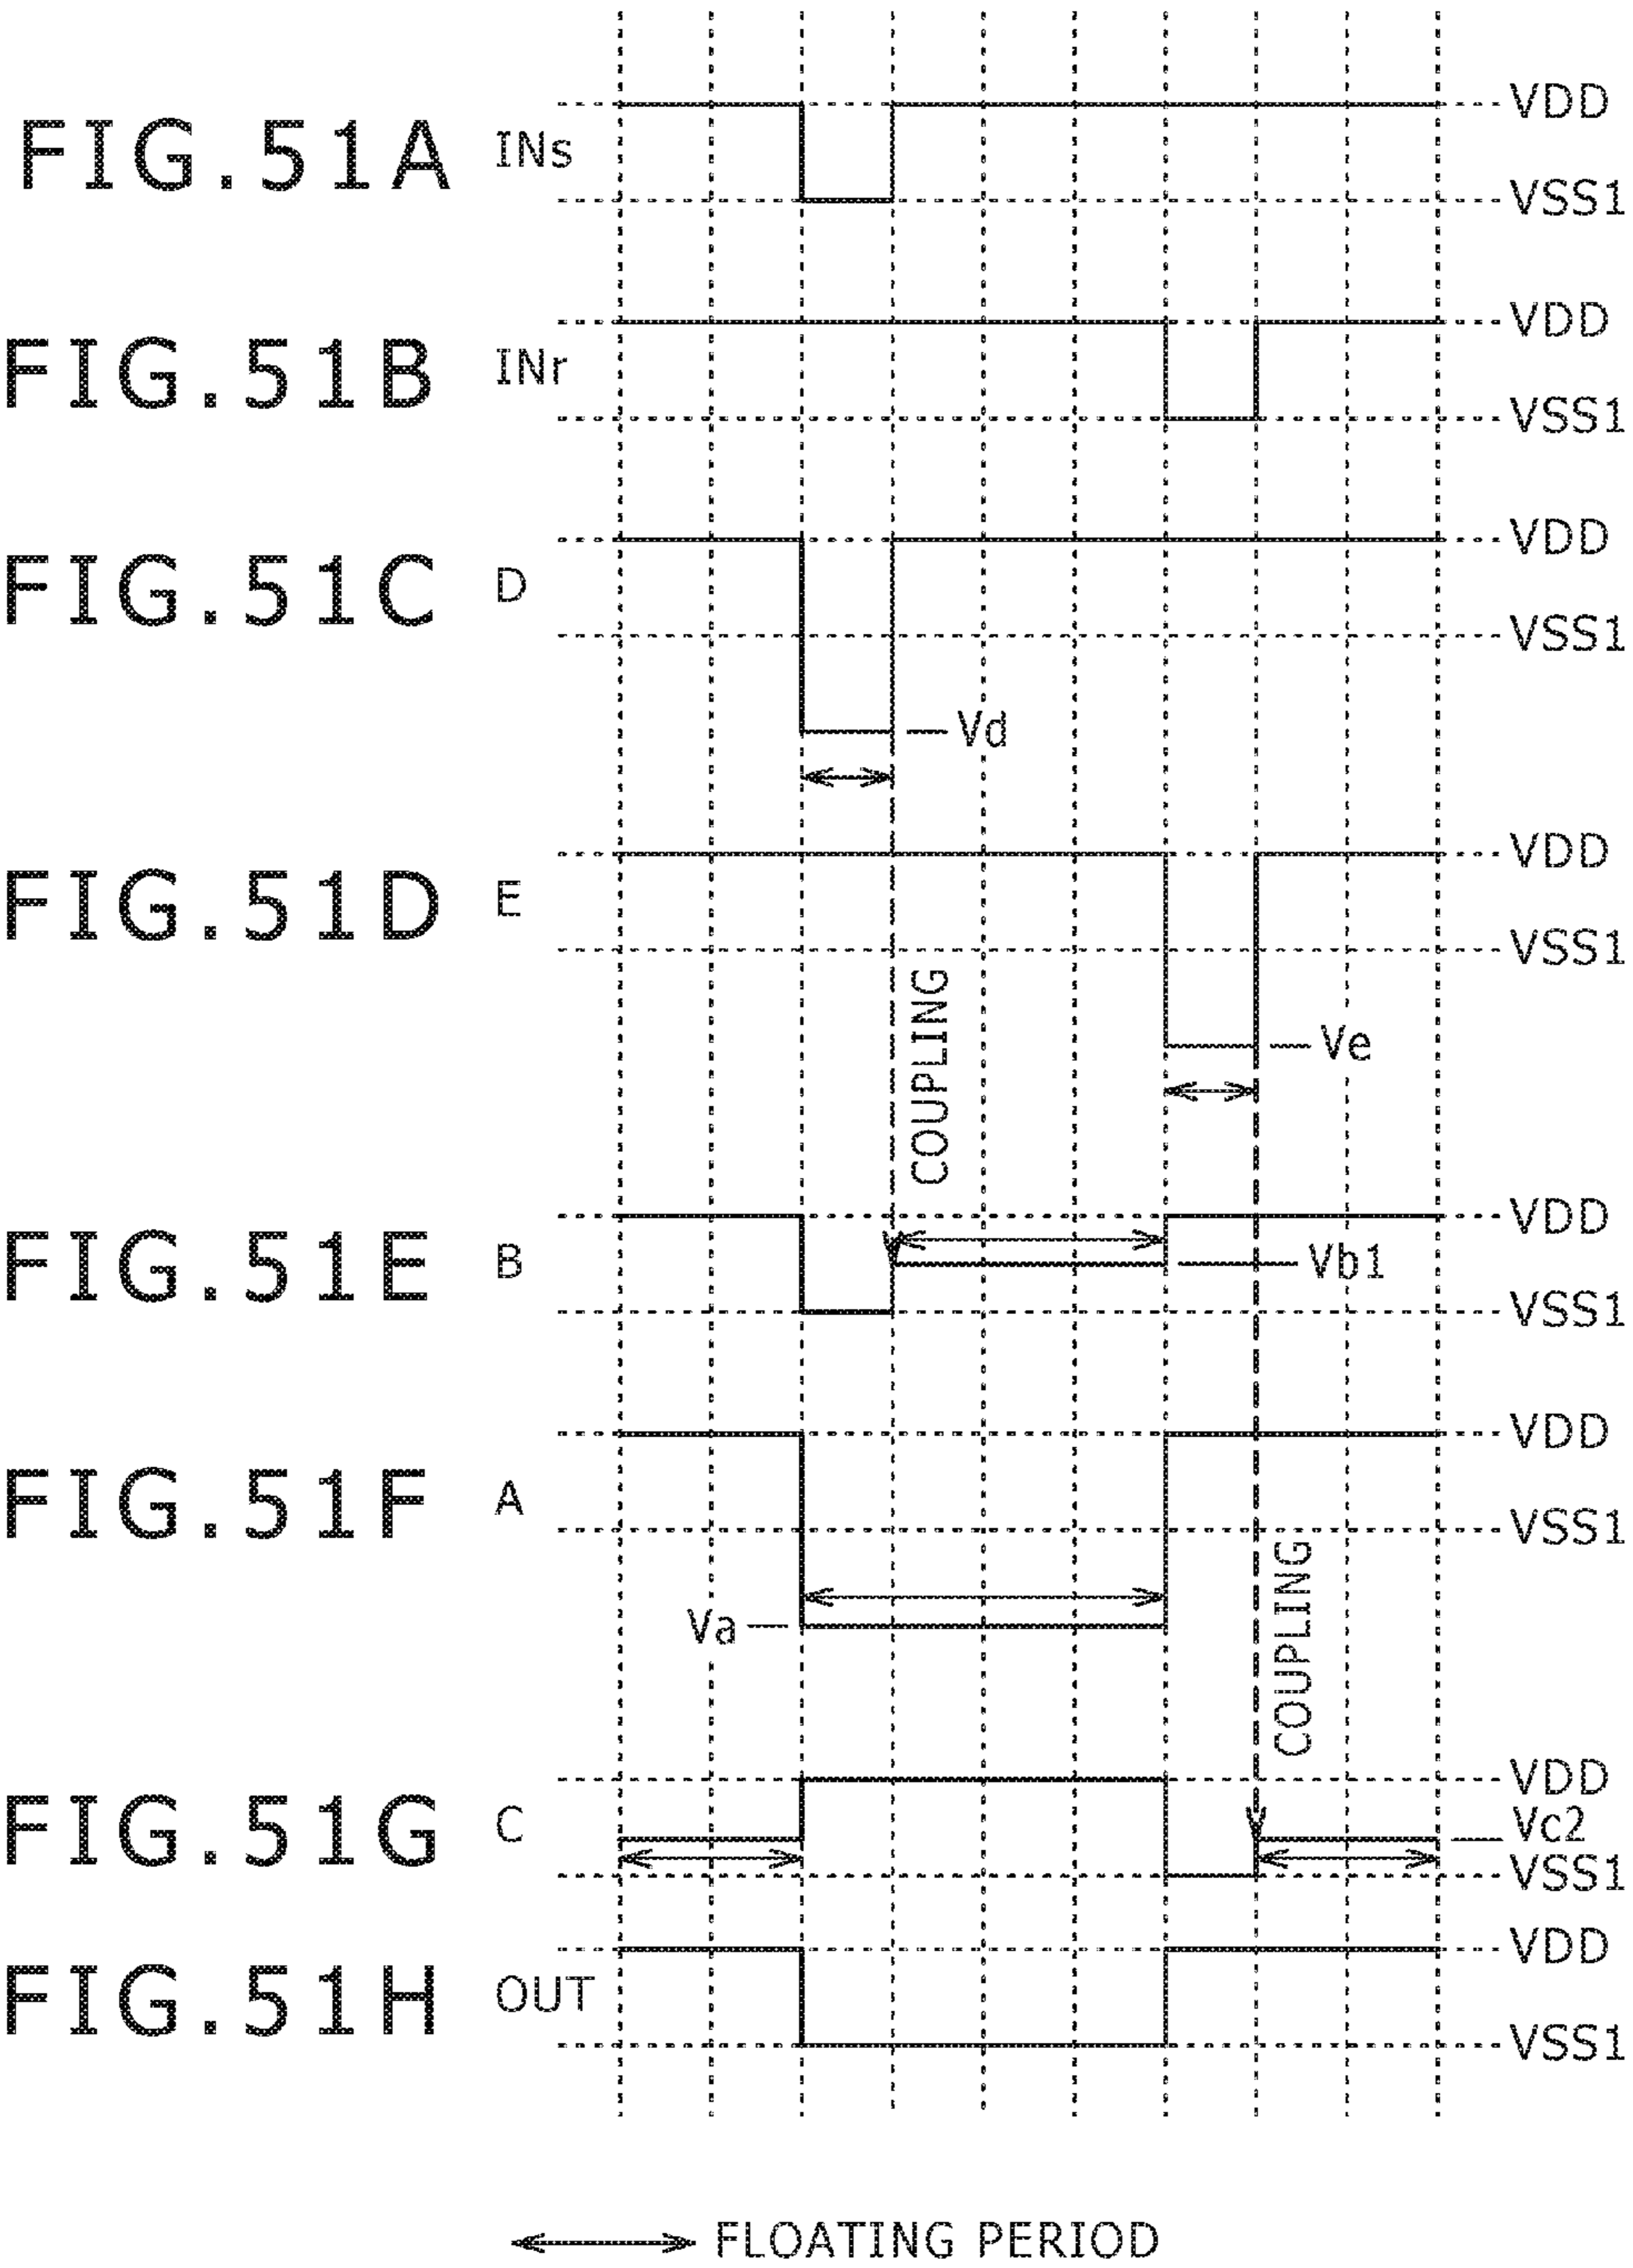 FIG.51A INs VDD
VSS1
FIG.51B INr VDD
VSS1
FIG.51C D VDD
VSS1
Vd
FIG.51D E VDD
VSS1
Ve
COUPLING
FIG.51E B VDD
Vb1
VSS1
FIG.51F A VDD
VSS1
Va
COUPLING
FIG.51G C VDD
Vc2
VSS1
FIG.51H OUT VDD
VSS1
FLOATING PERIOD